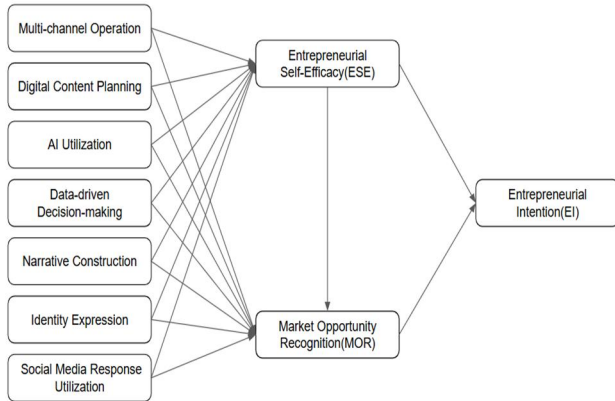 Multi-channel Operation
Digital Content Planning
AI Utilization
Data-driven
Decision-making
Narrative Construction
Identity Expression
Social Media Response
Utilization
Entrepreneurial
Self-Efficacy(ESE)
Market Opportunity
Recognition(MOR)
Entrepreneurial
Intention(EI)